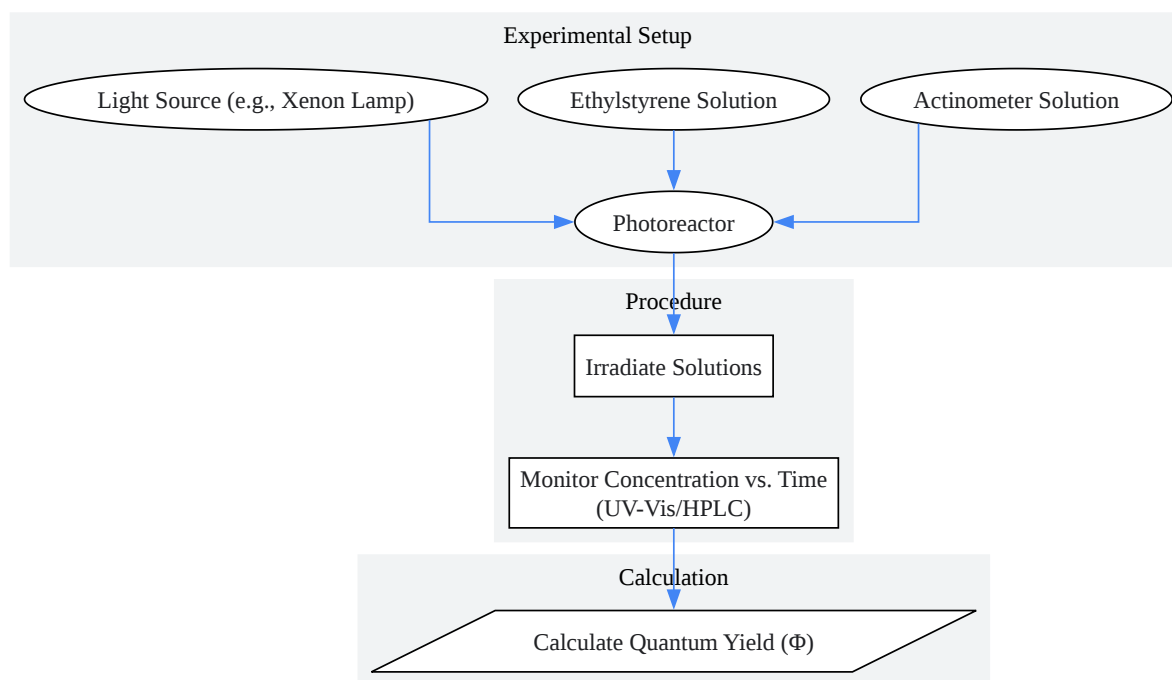 Experimental Setup
Light Source (e.g., Xenon Lamp)
Ethylstyrene Solution
Actinometer Solution
Photoreactor
Procedure
Irradiate Solutions
Monitor Concentration vs. Time
(UV-Vis/HPLC)
Calculation
Calculate Quantum Yield (Φ)